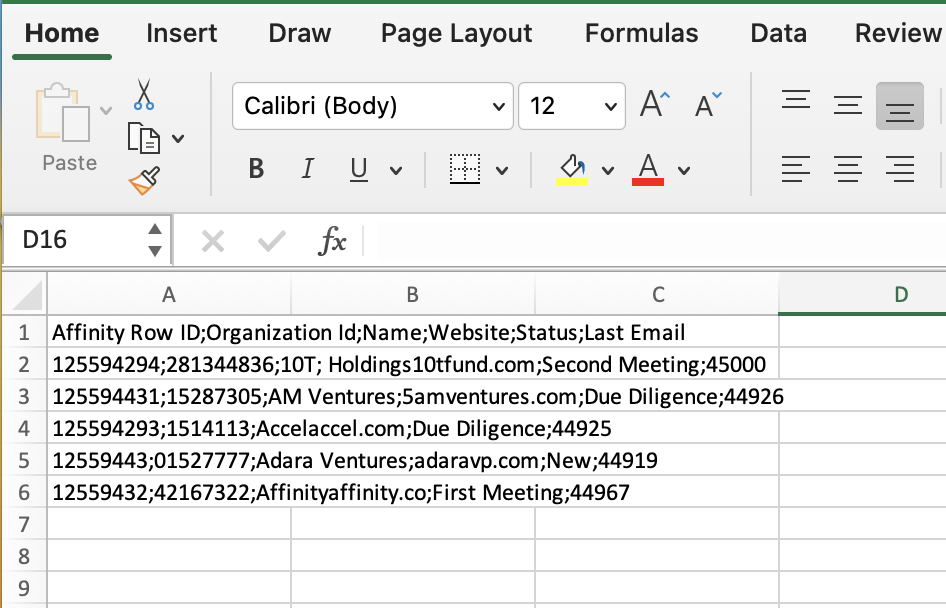 Home Insert Draw Page Layout Formulas Data Review
Calibri (Body) 12 A A
Paste
B I U A
D16 fx
A B C D
1 Affinity Row ID;Organization Id;Name;Website;Status;Last Email
2 125594294;281344836;10T; Holdings10tfund.com;Second Meeting;45000
3 125594431;15287305;AM Ventures;5amventures.com;Due Diligence;44926
4 125594293;1514113;Accelaccel.com;Due Diligence;44925
5 12559443;01527777;Adara Ventures;adaravp.com;New;44919
6 12559432;42167322;Affinityaffinity.co;First Meeting;44967
7
8
9